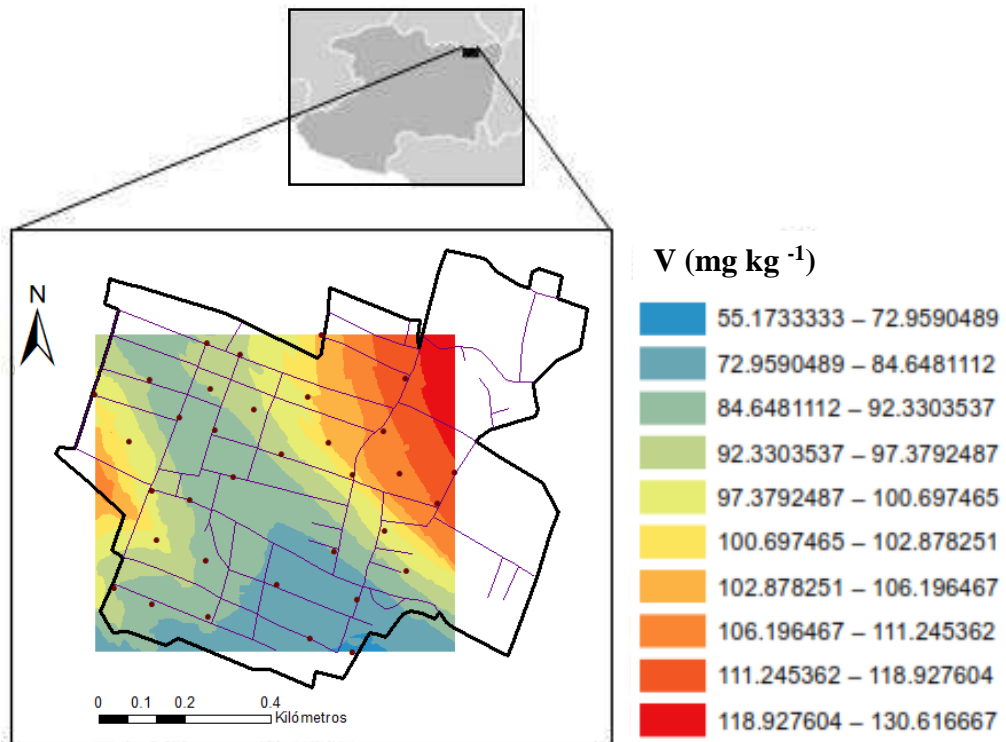 N
V (mg kg -1)
55.1733333 – 72.9590489
72.9590489 – 84.6481112
84.6481112 – 92.3303537
92.3303537 – 97.3792487
97.3792487 – 100.697465
100.697465 – 102.878251
102.878251 – 106.196467
106.196467 – 111.245362
111.245362 – 118.927604
118.927604 – 130.616667
0 0.1 0.2 0.4
Kilómetros